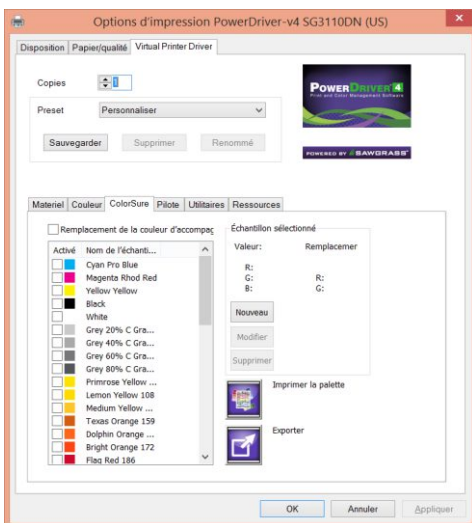 Options d'impression PowerDriver-v4 SG3110DN (US)
Disposition Papier/qualité Virtual Printer Driver
Copies 1
POWERDRIVER 4
Print and Color Management Software
Preset Personnaliser
Sauvegarder Supprimer Renommé
POWERED BY SAWGRASS
Materiel Couleur ColorSure Pilote Utilitaires Ressources
Remplacement de la couleur d'accompag
Activé Nom de l'échanti...
Cyan Pro Blue
Magenta Rhod Red
Yellow Yellow
Black
White
Grey 20% C Gra...
Grey 40% C Gra...
Grey 60% C Gra...
Grey 80% C Gra...
Primrose Yellow ...
Lemon Yellow 108
Medium Yellow ...
Texas Orange 159
Dolphin Orange ...
Bright Orange 172
Flag Red 186
Échantillon sélectionné
Valeur: Remplacemer
R:
G: R:
B: G:
Nouveau
Modifier
Supprimer
Imprimer la palette
Exporter
OK Annuler Appliquer